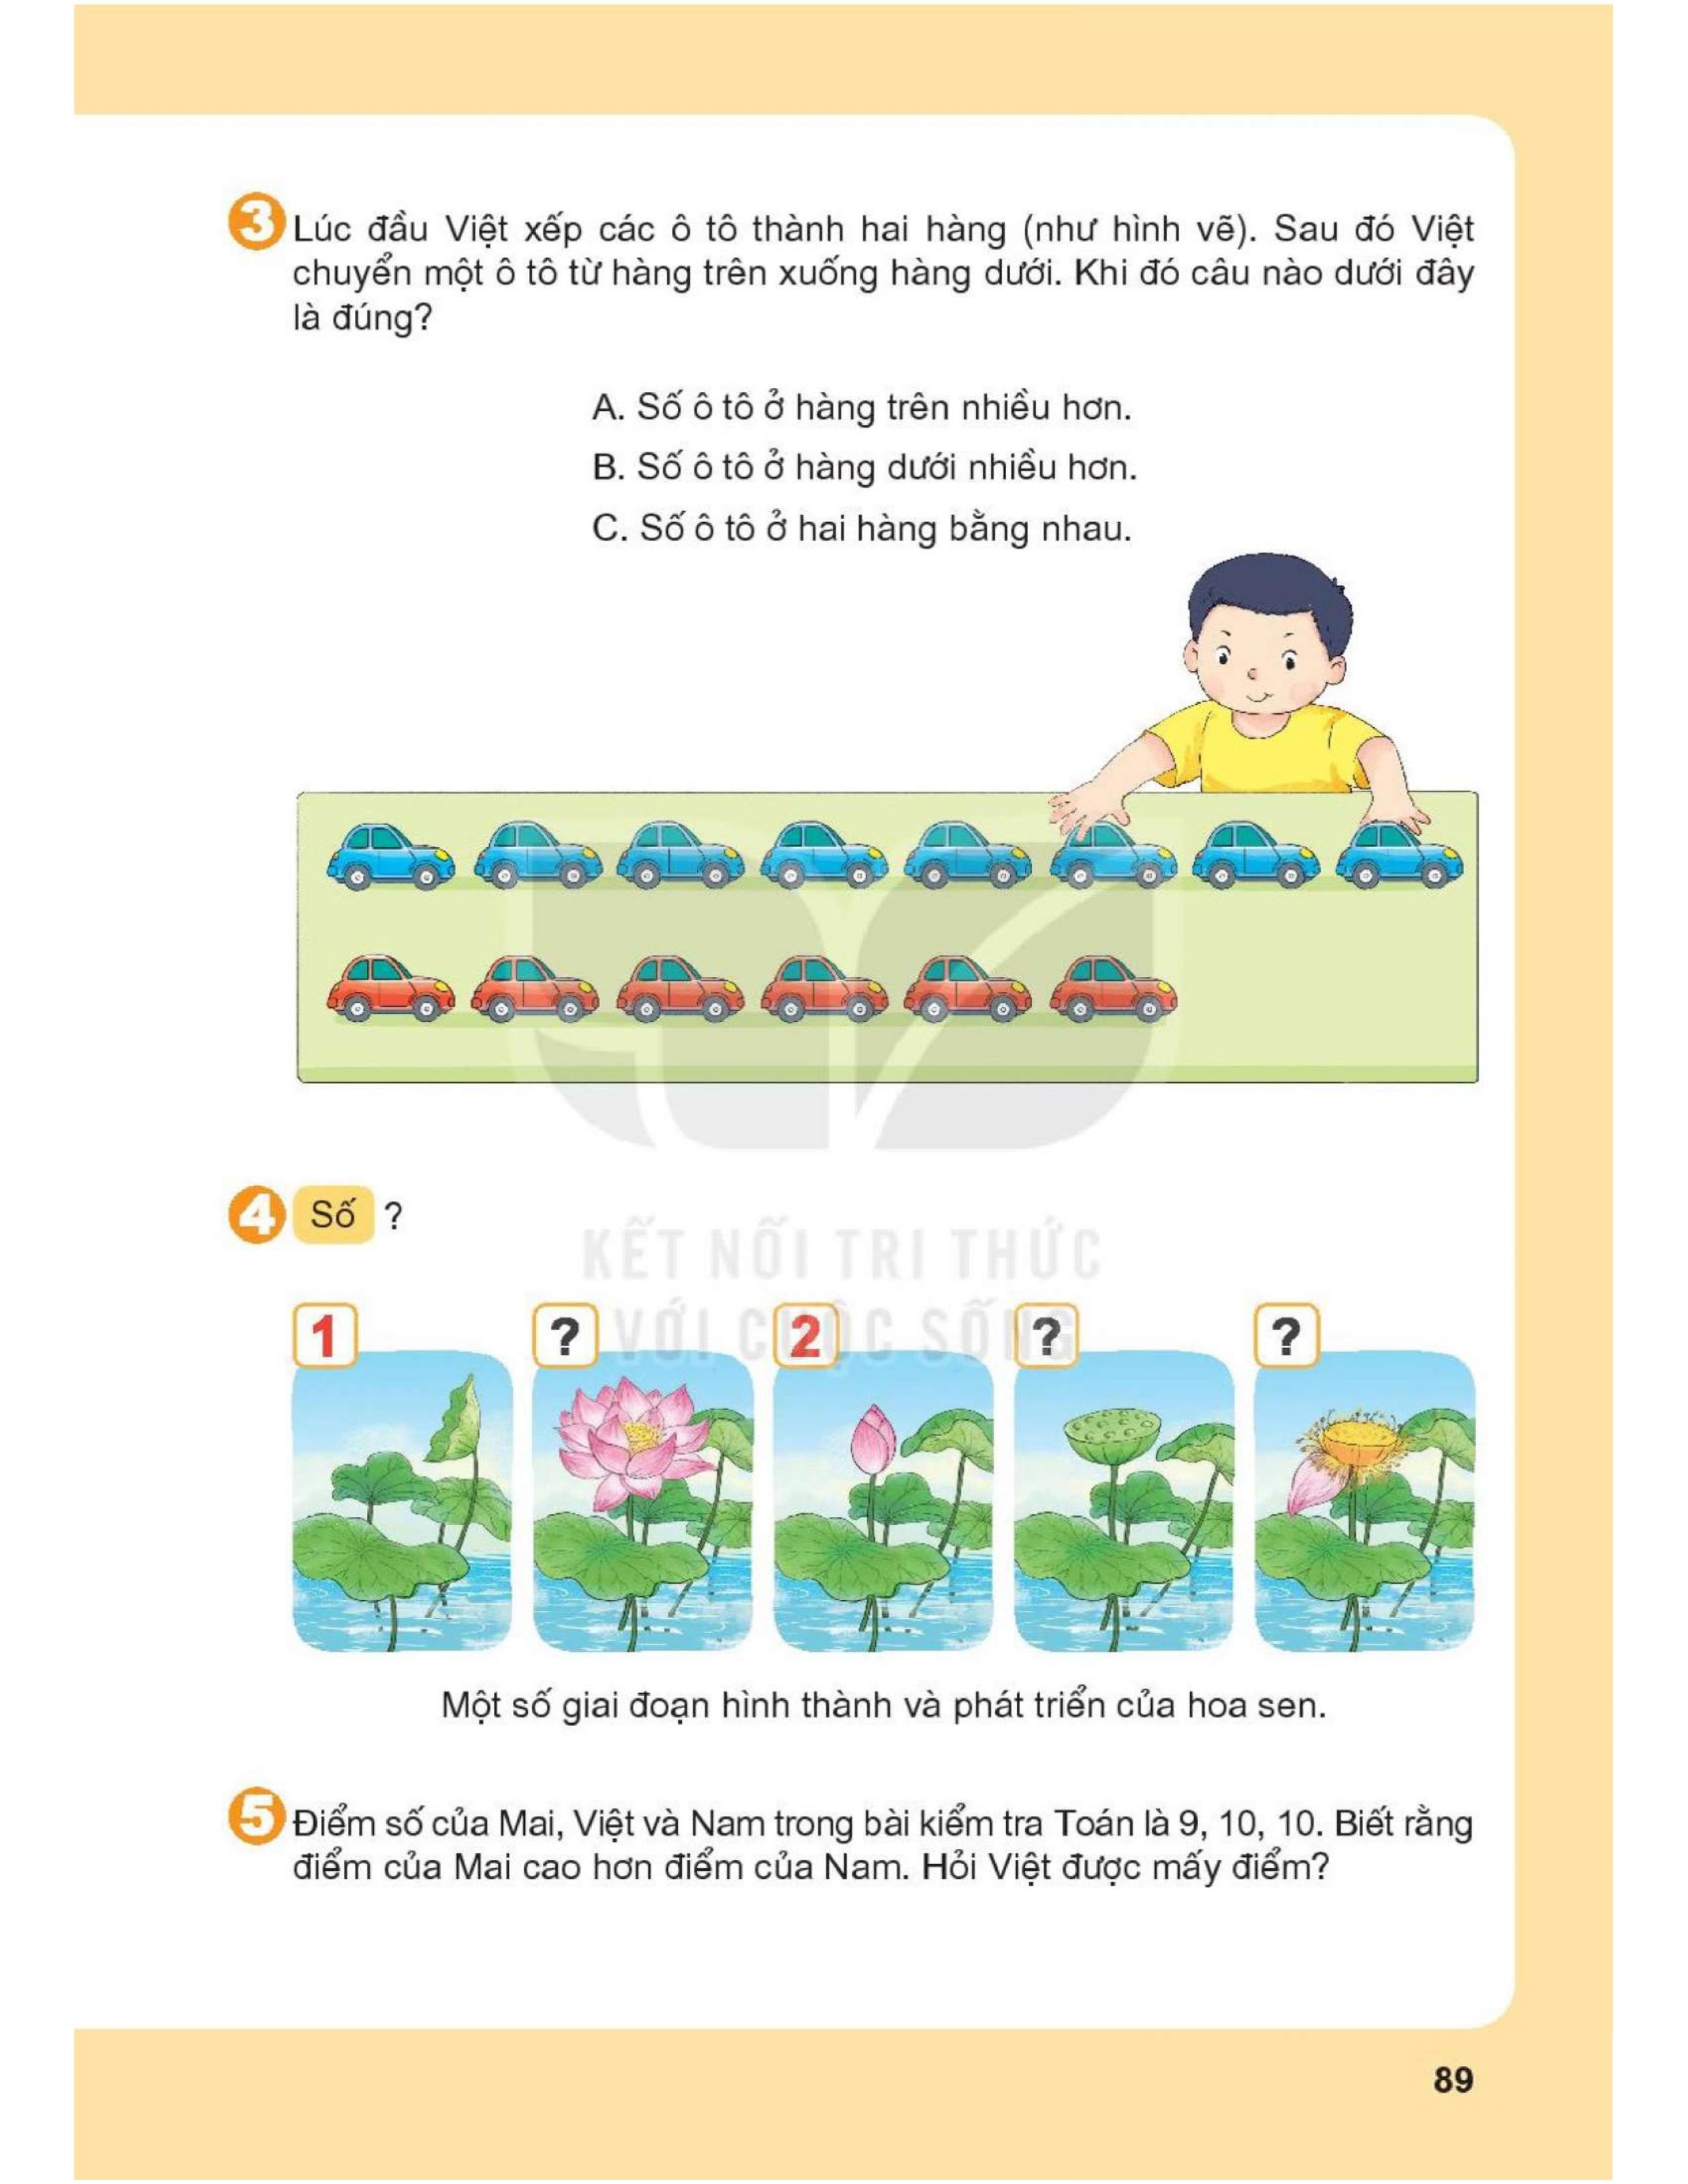 3 Lúc đầu Việt xếp các ô tô thành hai hàng (như hình vẽ). Sau đó Việt
chuyển một ô tô từ hàng trên xuống hàng dưới. Khi đó câu nào dưới đây
là đúng?
A. Số ô tô ở hàng trên nhiều hơn.
B. Số ô tô ở hàng dưới nhiều hơn.
C. Số ô tô ở hai hàng bằng nhau.
4 Số ?
KẾT NỐI TRI THỨC
VỚI CUỘC SỐNG
1 ? 2 ? ?
Một số giai đoạn hình thành và phát triển của hoa sen.
5 Điểm số của Mai, Việt và Nam trong bài kiểm tra Toán là 9, 10, 10. Biết rằng
điểm của Mai cao hơn điểm của Nam. Hỏi Việt được mấy điểm?
89